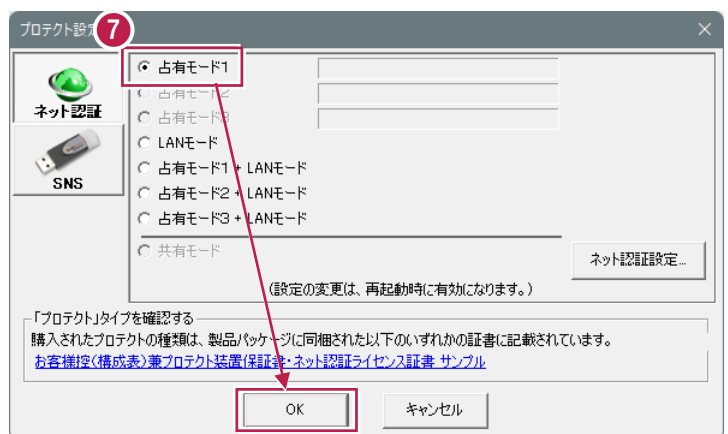 プロテクト設定
7
ネット認証
SNS
占有モード1
占有モード2
占有モード3
LANモード
占有モード1 + LANモード
占有モード2 + LANモード
占有モード3 + LANモード
共有モード
ネット認証設定...
(設定の変更は、再起動時に有効になります。)
「プロテクト」タイプを確認する
購入されたプロテクトの種類は、製品パッケージに同梱された以下のいずれかの証書に記載されています。
お客様控(構成表)兼プロテクト装置保証書・ネット認証ライセンス証書 サンプル
OK
キャンセル